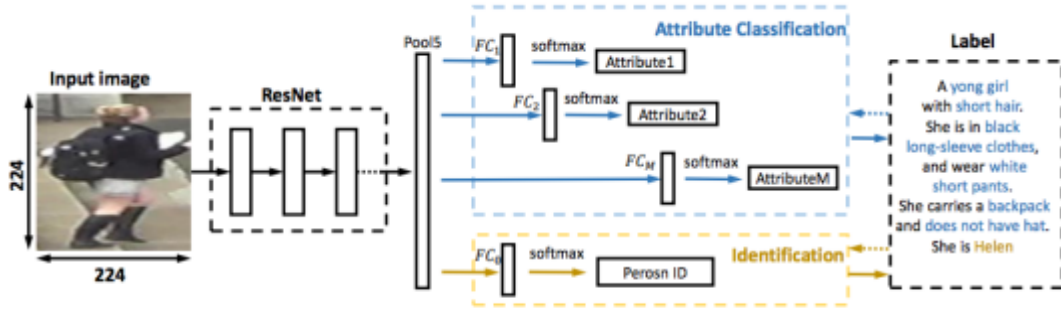 Input image
224
224
ResNet
Pool5
Attribute Classification
FC1 softmax
Attribute1
FC2 softmax
Attribute2
FCM softmax
AttributeM
Identification
FC0 softmax
Perosn ID
Label
A yong girl
with short hair.
She is in black
long-sleeve clothes,
and wear white
short pants.
She carries a backpack
and does not have hat.
She is Helen